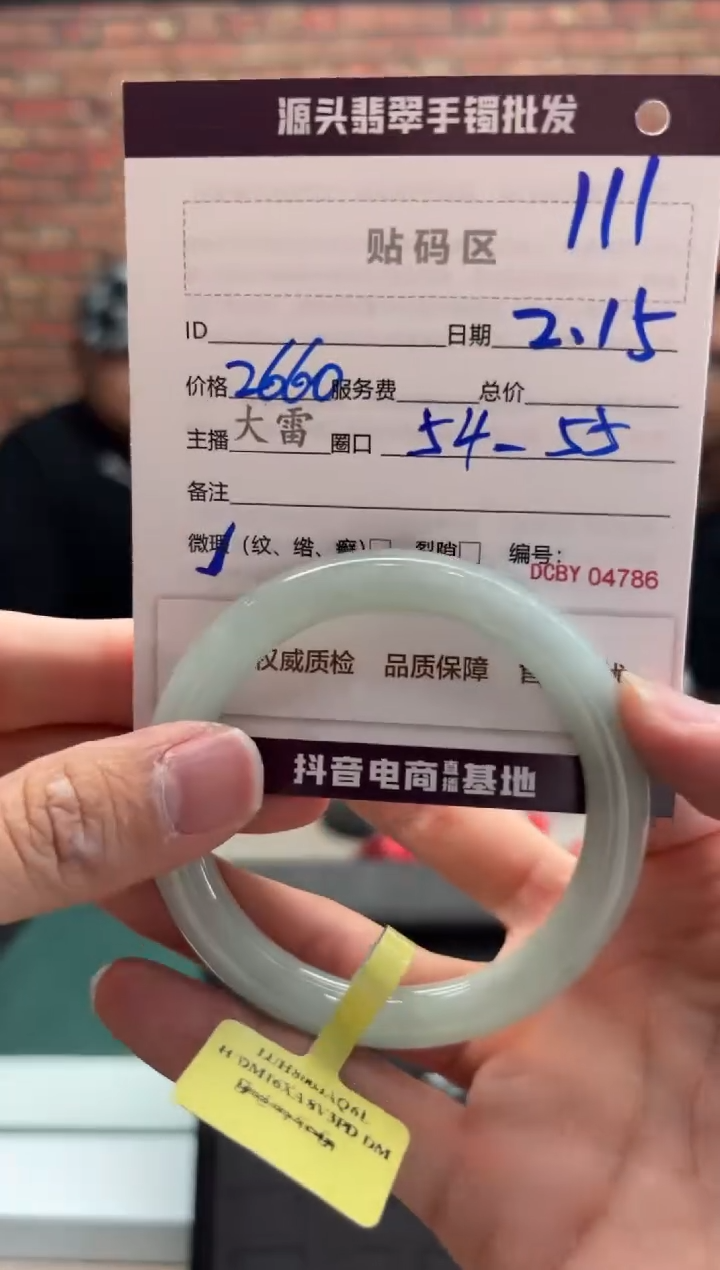 源头翡翠手镯批发
111
贴码区
ID 日期 2.15
价格 2660 服务费 总价
主播 大雷 圈口 54-55
备注
微瑕(纹、绺、癣)□ 裂隙□ 编号:
DCBY 04786
权威质检 品质保障
抖音电商直播基地